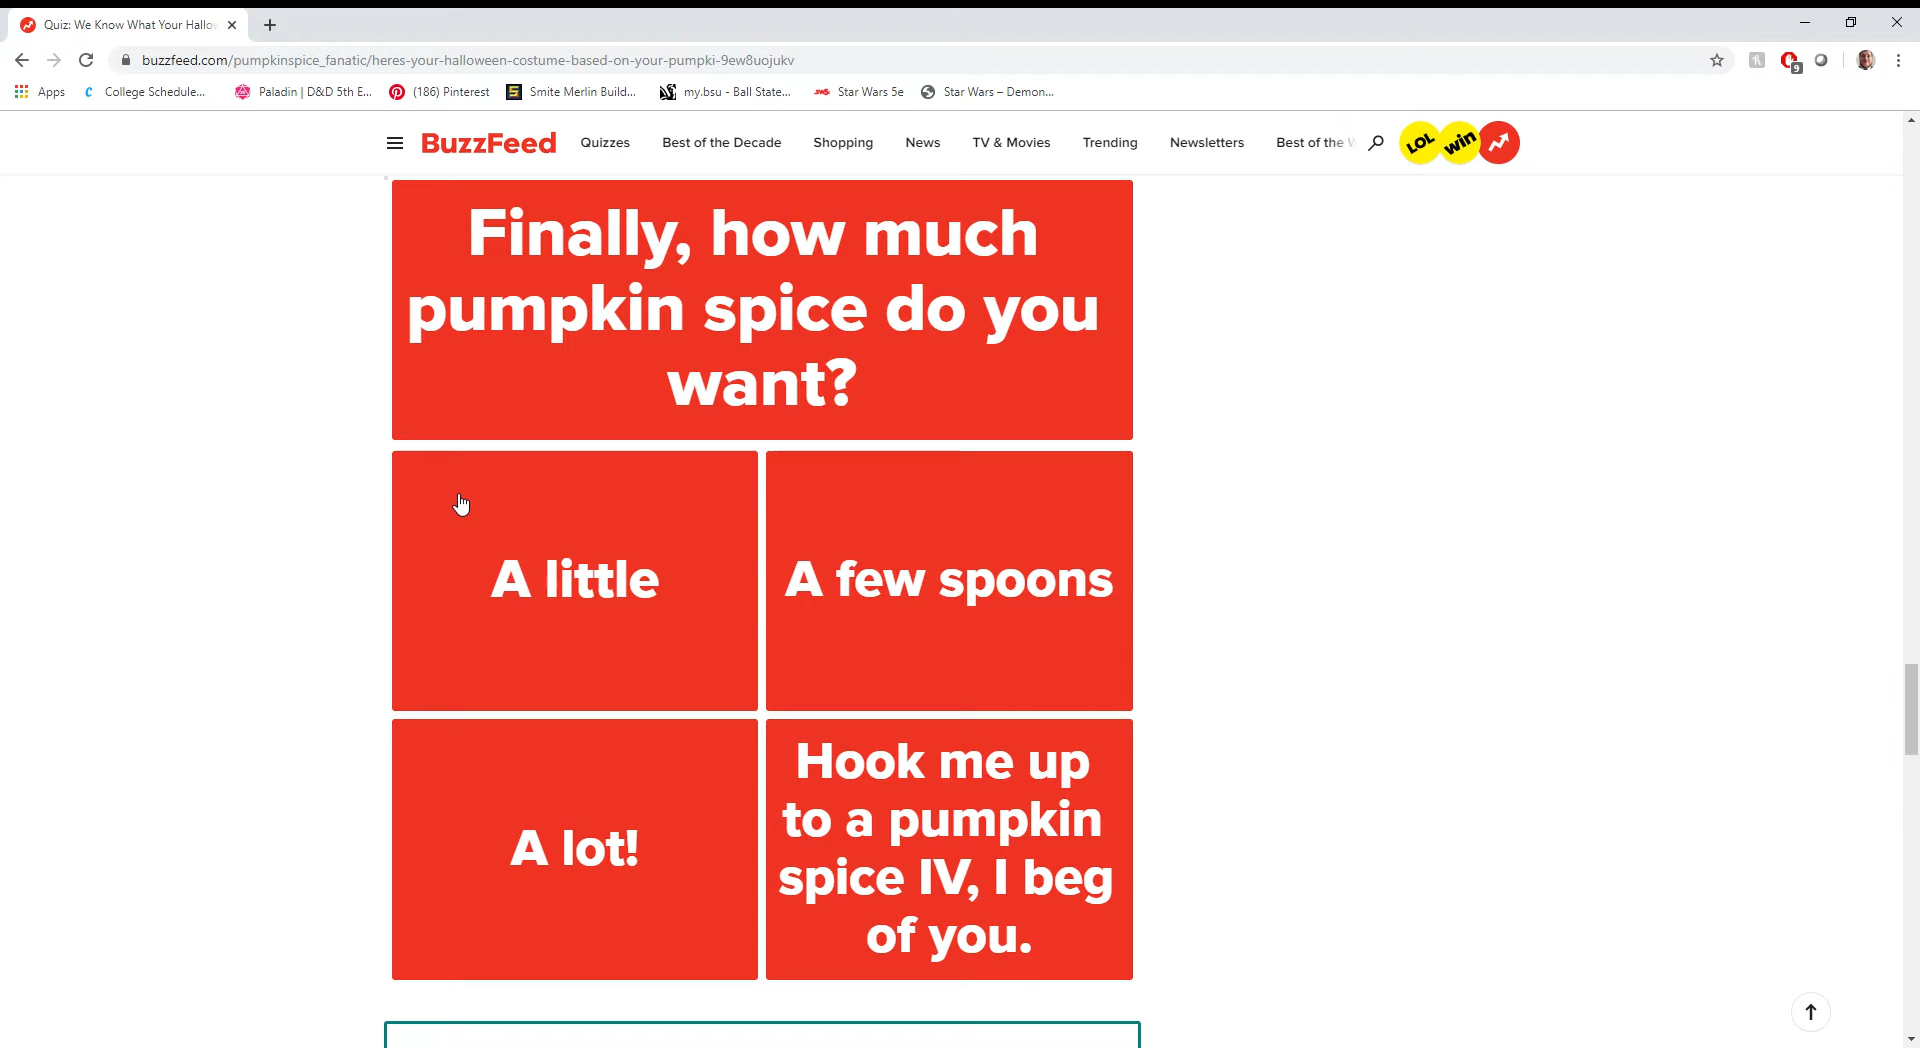 Quiz: We Know What Your Hallo
buzzfeed.com/pumpkinspice_fanatic/heres-your-halloween-costume-based-on-your-pumpki-9ew8uojukv
9
Apps College Schedule... Paladin | D&D 5th E... (186) Pinterest Smite Merlin Build... my.bsu - Ball State... Star Wars 5e Star Wars – Demon...
BuzzFeed Quizzes Best of the Decade Shopping News TV & Movies Trending Newsletters Best of the LOL win
Finally, how much
pumpkin spice do you
want?
A little
A few spoons
A lot!
Hook me up
to a pumpkin
spice IV, I beg
of you.